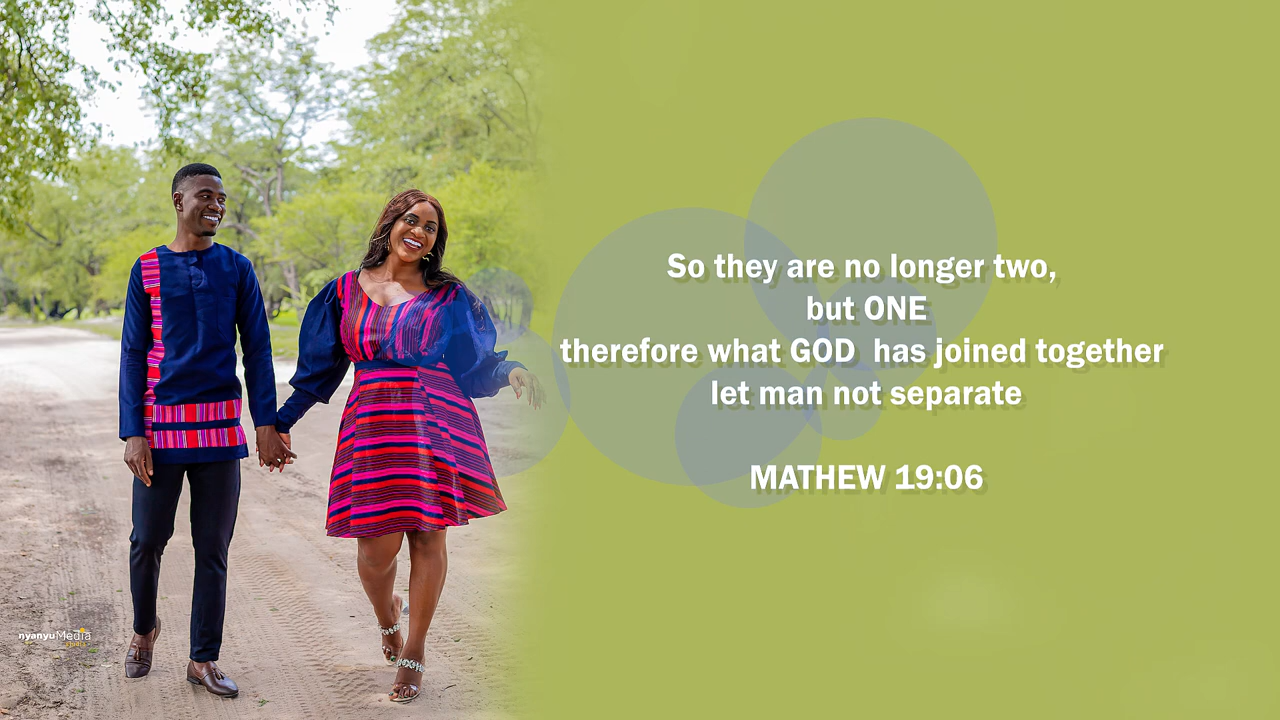 So they are no longer two,
but ONE
therefore what GOD has joined together
let man not separate
MATHEW 19:06
nyanyuMedia
studio